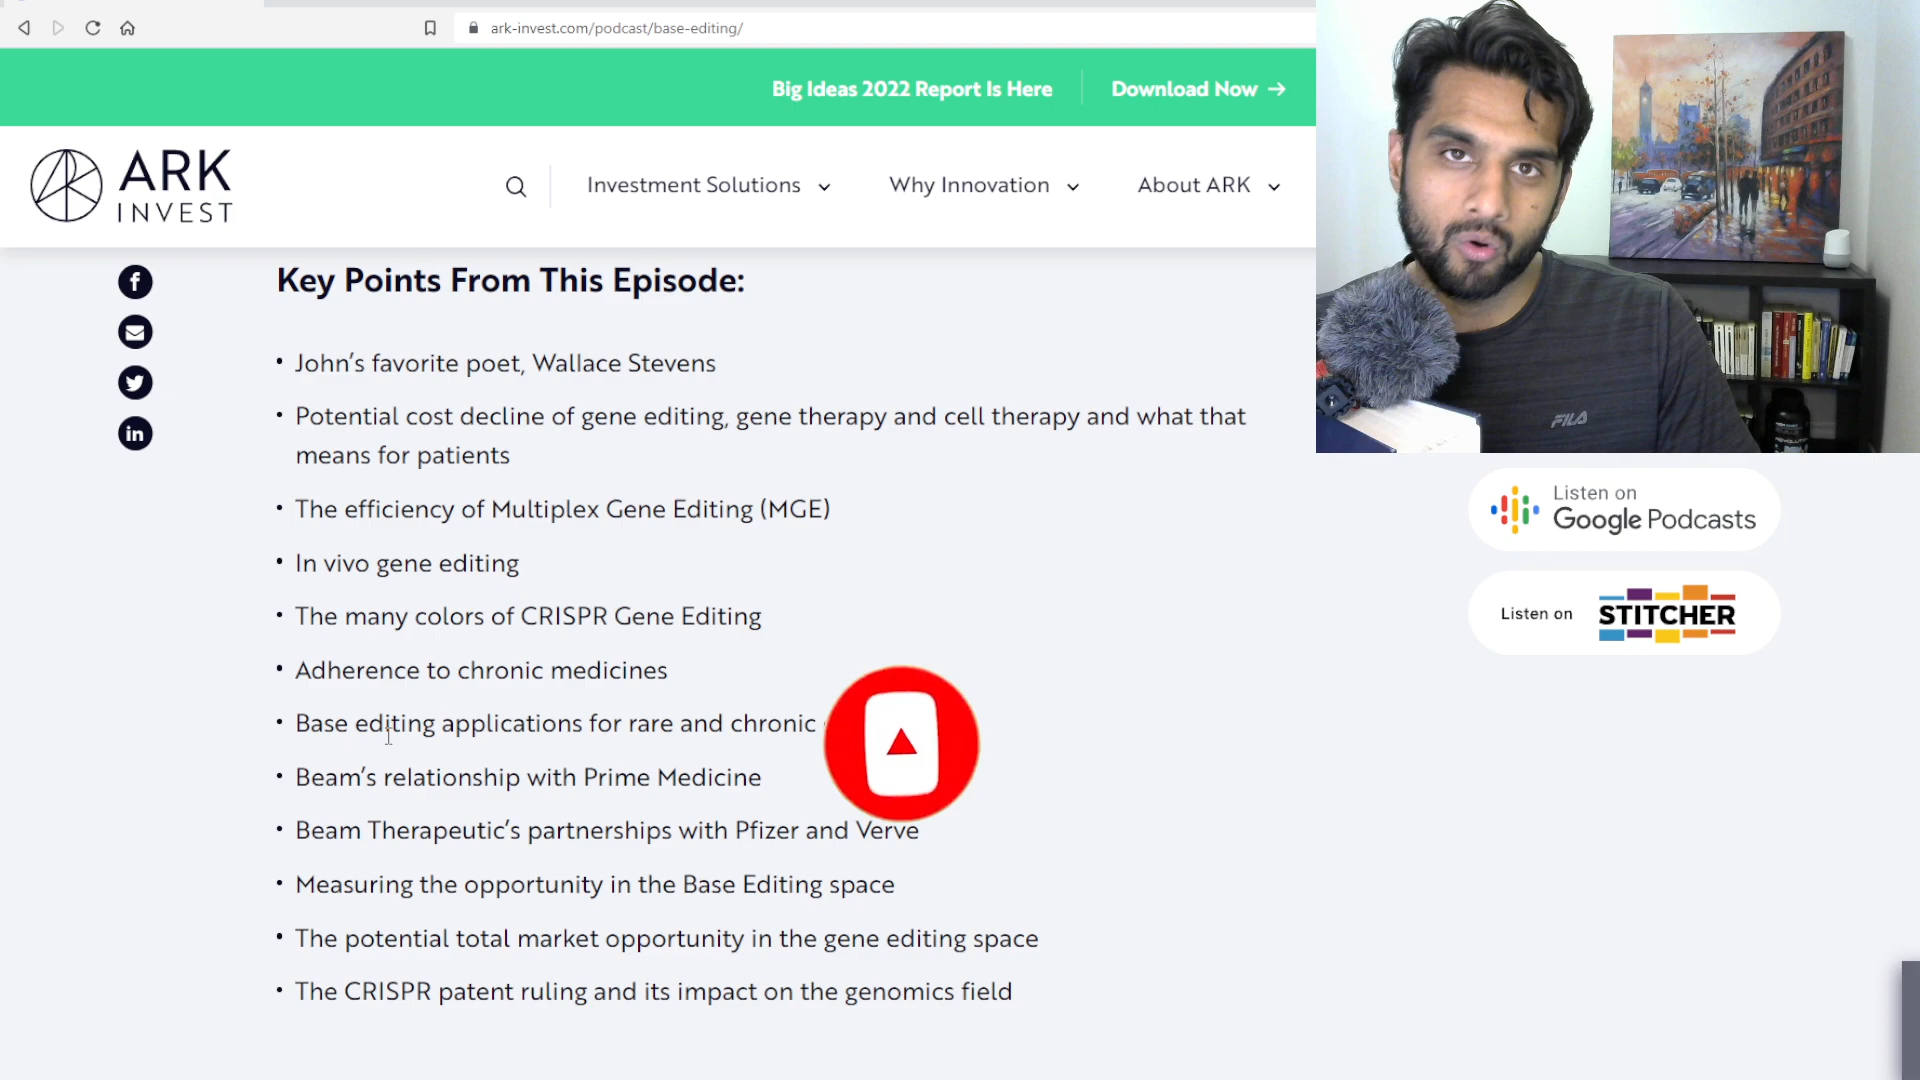 ark-invest.com/podcast/base-editing/
Big Ideas 2022 Report Is Here
Download Now →
ARK
INVEST
Investment Solutions
Why Innovation
About ARK
Key Points From This Episode:
• John's favorite poet, Wallace Stevens
• Potential cost decline of gene editing, gene therapy and cell therapy and what that
means for patients
• The efficiency of Multiplex Gene Editing (MGE)
• In vivo gene editing
• The many colors of CRISPR Gene Editing
• Adherence to chronic medicines
• Base editing applications for rare and chronic
• Beam's relationship with Prime Medicine
• Beam Therapeutic's partnerships with Pfizer and Verve
• Measuring the opportunity in the Base Editing space
• The potential total market opportunity in the gene editing space
• The CRISPR patent ruling and its impact on the genomics field
FILA
Listen on
Google Podcasts
Listen on STITCHER